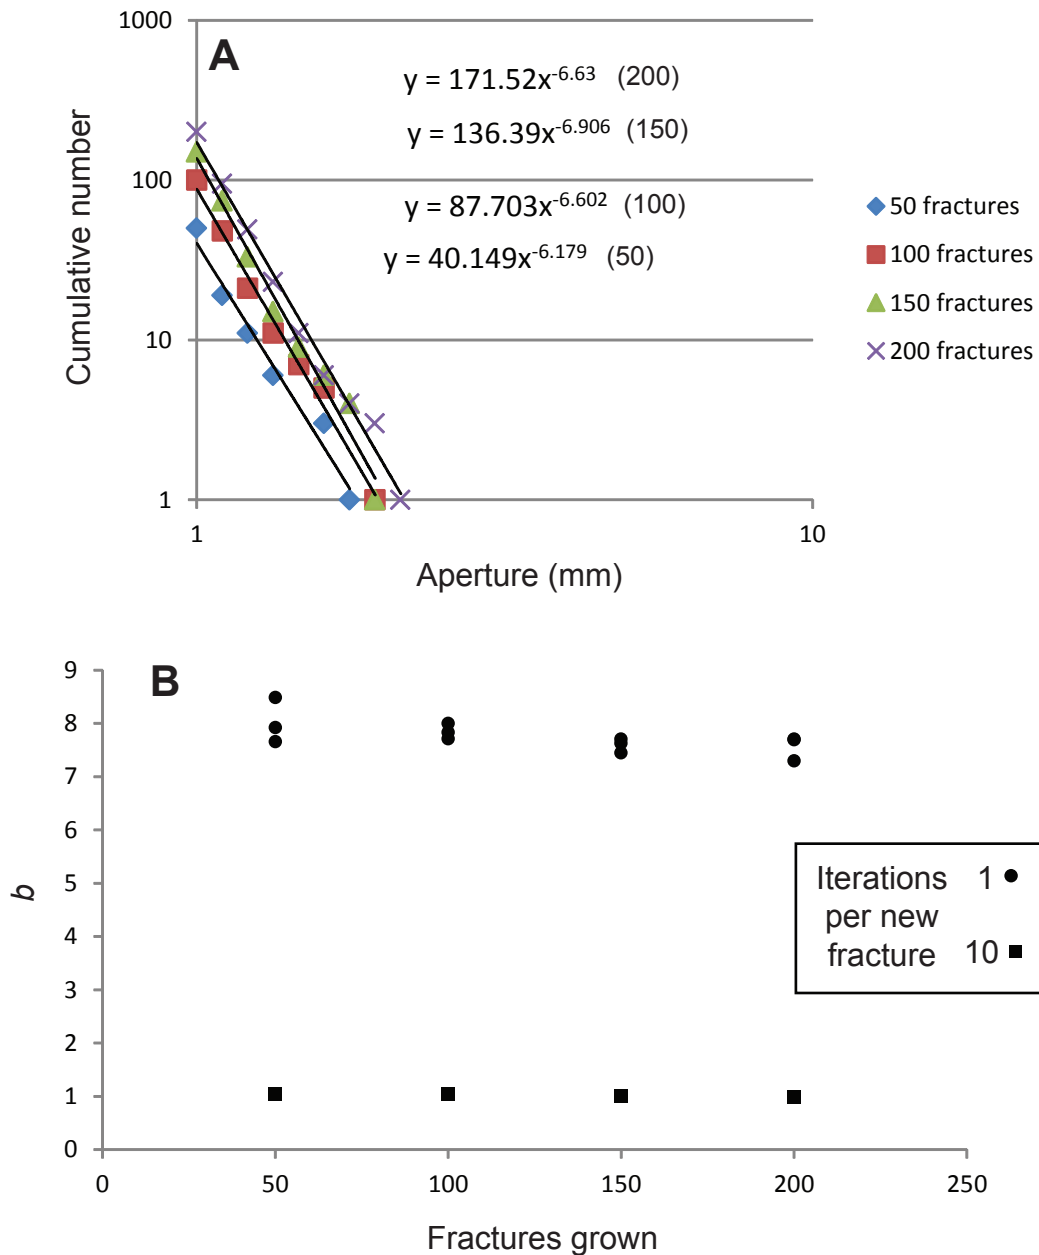 1000
A
y = 171.52x^-6.63 (200)
y = 136.39x^-6.906 (150)
100
y = 87.703x^-6.602 (100)
y = 40.149x^-6.179 (50)
Cumulative number
10
1
1
10
Aperture (mm)
50 fractures
100 fractures
150 fractures
200 fractures
B
9
8
7
6
5
4
3
2
1
0
b
0 50 100 150 200 250
Fractures grown
Iterations 1
per new
fracture 10